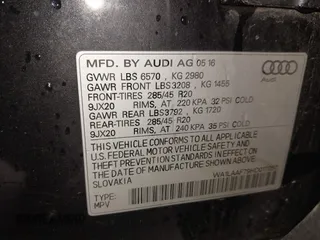 MFD. BY AUDI AG 05 16
GVWR LBS 6570 , KG 2980
GAWR FRONT LBS3208 , KG 1455
FRONT-TIRES 285/45 R20
9JX20 RIMS, AT, 220 KPA 32 PSI COLD
GAWR REAR LBS3792 , KG 1720
REAR-TIRES 285/45 R20
9JX20 RIMS, AT 240 KPA 35 PSI COLD
THIS VEHICLE CONFORMS TO ALL APPLICABLE
U.S. FEDERAL MOTOR VEHICLE SAFETY AND
THEFT PREVENTION STANDARDS IN EFFECT
ON THE DATE OF MANUFACTURE SHOWN ABOVE
SLOVAKIA
TYPE:
MPV
Audi